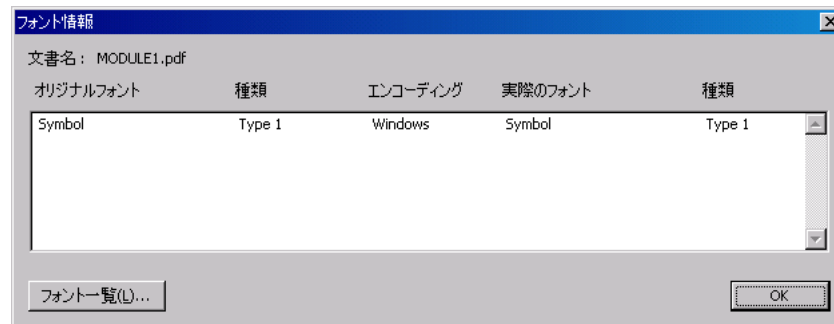 フォント情報
文書名： MODULE1.pdf
オリジナルフォント 種類 エンコーディング 実際のフォント 種類
Symbol Type 1 Windows Symbol Type 1
フォント一覧(L)... OK